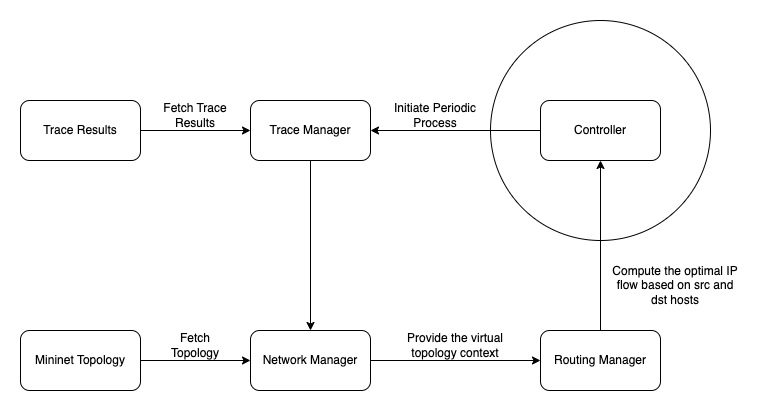 Fetch Trace
Results
Initiate Periodic
Process
Trace Results
Trace Manager
Controller
Compute the optimal IP
flow based on src and
dst hosts
Fetch
Topology
Provide the virtual
topology context
Mininet Topology
Network Manager
Routing Manager